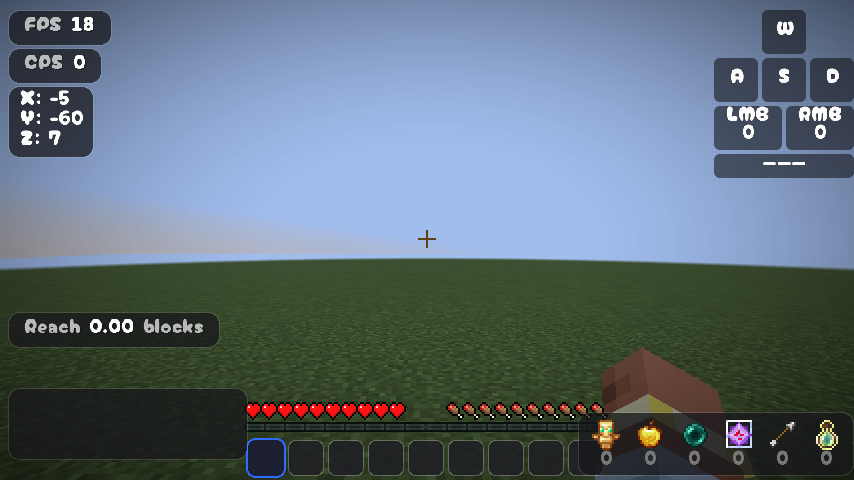 FPS 18
CPS 0
X: -5
Y: -60
Z: 7
W
A S D
LMB RMB
0 0
---
Reach 0.00 blocks
0 0 0 0 0 0